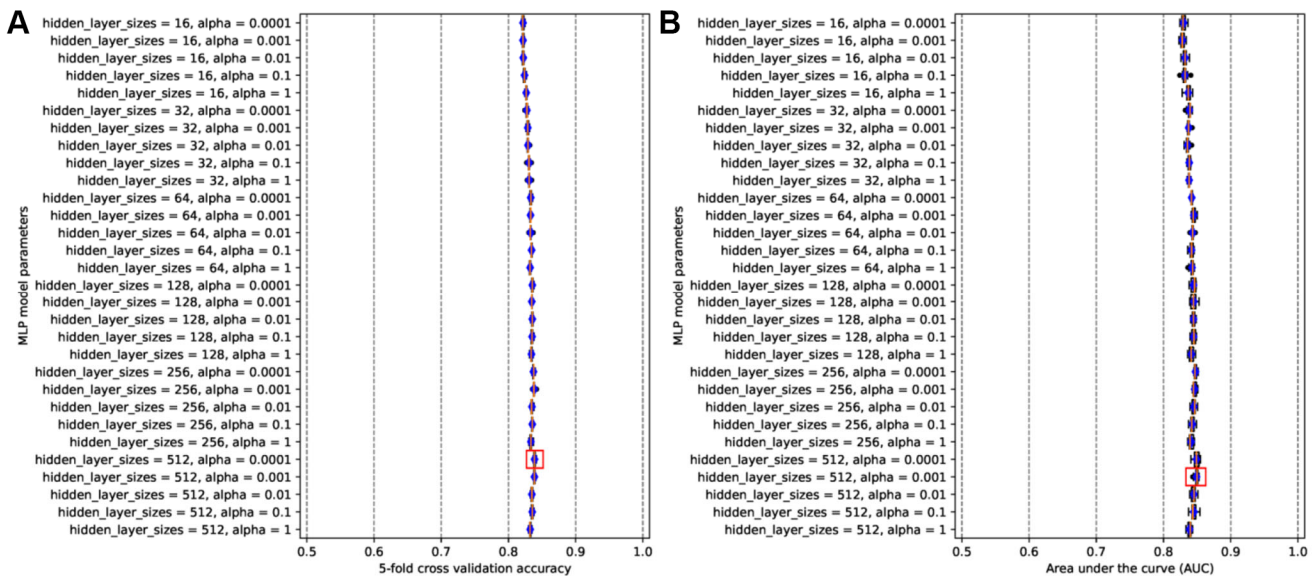 A
MLP model parameters
hidden_layer_sizes = 16, alpha = 0.0001
hidden_layer_sizes = 16, alpha = 0.001
hidden_layer_sizes = 16, alpha = 0.01
hidden_layer_sizes = 16, alpha = 0.1
hidden_layer_sizes = 16, alpha = 1
hidden_layer_sizes = 32, alpha = 0.0001
hidden_layer_sizes = 32, alpha = 0.001
hidden_layer_sizes = 32, alpha = 0.01
hidden_layer_sizes = 32, alpha = 0.1
hidden_layer_sizes = 32, alpha = 1
hidden_layer_sizes = 64, alpha = 0.0001
hidden_layer_sizes = 64, alpha = 0.001
hidden_layer_sizes = 64, alpha = 0.01
hidden_layer_sizes = 64, alpha = 0.1
hidden_layer_sizes = 64, alpha = 1
hidden_layer_sizes = 128, alpha = 0.0001
hidden_layer_sizes = 128, alpha = 0.001
hidden_layer_sizes = 128, alpha = 0.01
hidden_layer_sizes = 128, alpha = 0.1
hidden_layer_sizes = 128, alpha = 1
hidden_layer_sizes = 256, alpha = 0.0001
hidden_layer_sizes = 256, alpha = 0.001
hidden_layer_sizes = 256, alpha = 0.01
hidden_layer_sizes = 256, alpha = 0.1
hidden_layer_sizes = 256, alpha = 1
hidden_layer_sizes = 512, alpha = 0.0001
hidden_layer_sizes = 512, alpha = 0.001
hidden_layer_sizes = 512, alpha = 0.01
hidden_layer_sizes = 512, alpha = 0.1
hidden_layer_sizes = 512, alpha = 1
0.5 0.6 0.7 0.8 0.9 1.0
5-fold cross validation accuracy
B
MLP model parameters
hidden_layer_sizes = 16, alpha = 0.0001
hidden_layer_sizes = 16, alpha = 0.001
hidden_layer_sizes = 16, alpha = 0.01
hidden_layer_sizes = 16, alpha = 0.1
hidden_layer_sizes = 16, alpha = 1
hidden_layer_sizes = 32, alpha = 0.0001
hidden_layer_sizes = 32, alpha = 0.001
hidden_layer_sizes = 32, alpha = 0.01
hidden_layer_sizes = 32, alpha = 0.1
hidden_layer_sizes = 32, alpha = 1
hidden_layer_sizes = 64, alpha = 0.0001
hidden_layer_sizes = 64, alpha = 0.001
hidden_layer_sizes = 64, alpha = 0.01
hidden_layer_sizes = 64, alpha = 0.1
hidden_layer_sizes = 64, alpha = 1
hidden_layer_sizes = 128, alpha = 0.0001
hidden_layer_sizes = 128, alpha = 0.001
hidden_layer_sizes = 128, alpha = 0.01
hidden_layer_sizes = 128, alpha = 0.1
hidden_layer_sizes = 128, alpha = 1
hidden_layer_sizes = 256, alpha = 0.0001
hidden_layer_sizes = 256, alpha = 0.001
hidden_layer_sizes = 256, alpha = 0.01
hidden_layer_sizes = 256, alpha = 0.1
hidden_layer_sizes = 256, alpha = 1
hidden_layer_sizes = 512, alpha = 0.0001
hidden_layer_sizes = 512, alpha = 0.001
hidden_layer_sizes = 512, alpha = 0.01
hidden_layer_sizes = 512, alpha = 0.1
hidden_layer_sizes = 512, alpha = 1
0.5 0.6 0.7 0.8 0.9 1.0
Area under the curve (AUC)